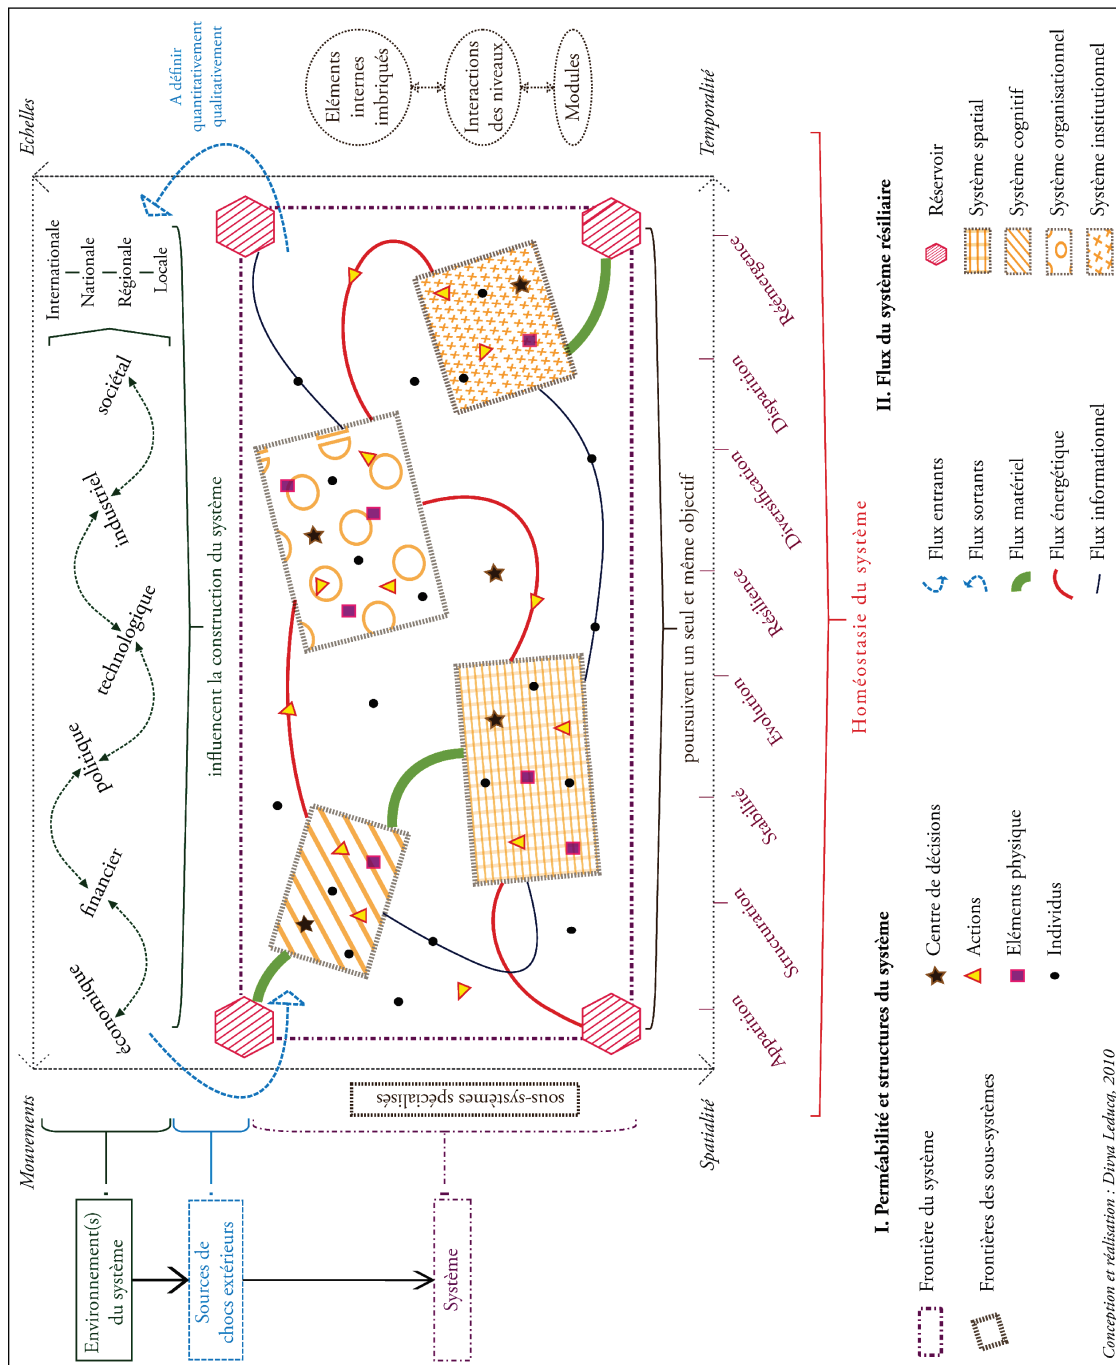 Mouvements
Echelles
économique
financier
politique
technologique
industriel
sociétal
Internationale
Nationale
Régionale
Locale
A définir
quantitativement
qualitativement
Environnement(s)
du système
Sources de
chocs extérieurs
Système
influencent la construction du système
Eléments
internes
imbriqués
Interactions
des niveaux
Modules
sous-systèmes spécialisés
poursuivent un seul et même objectif
Spatialité
Temporalité
Apparition
Structuration
Stabilité
Evolution
Résilience
Diversification
Disparition
Réémergence
Homéostasie du système
I. Perméabilité et structures du système
Frontière du système
Frontières des sous-systèmes
Centre de décisions
Actions
Eléments physique
Individus
II. Flux du système résiliaire
Flux entrants
Flux sortants
Flux matériel
Flux énergétique
Flux informationnel
Réservoir
Système spatial
Système cognitif
Système organisationnel
Système institutionnel
Conception et réalisation : Divya Leducq, 2010